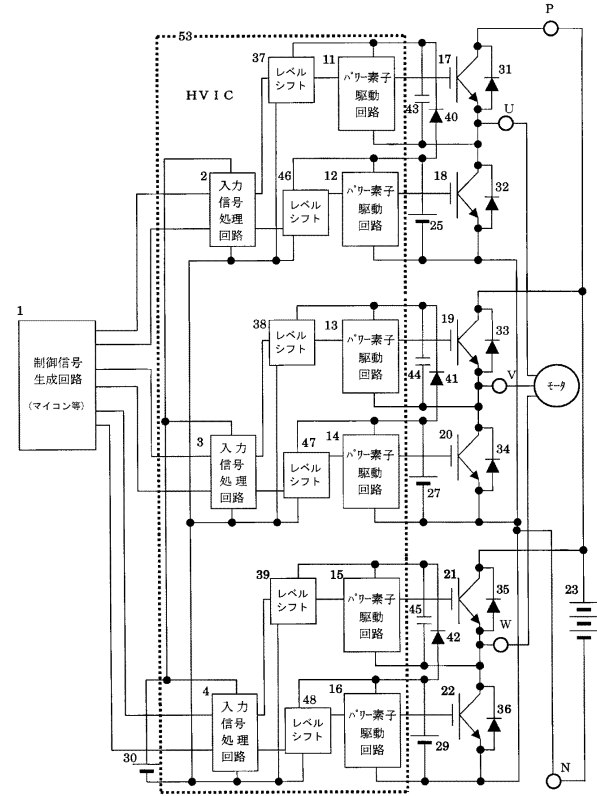 P
53
37
11
17
31
レベル
シフト
パワー素子
駆動
回路
HVIC
43
40
U
2
46
12
18
32
入力
信号
処理
回路
レベル
シフト
パワー素子
駆動
回路
25
1
制御信号
生成回路
(マイコン等)
38
13
19
33
レベル
シフト
パワー素子
駆動
回路
44
41
V
モータ
3
47
14
20
34
入力
信号
処理
回路
レベル
シフト
パワー素子
駆動
回路
27
39
15
21
35
23
レベル
シフト
パワー素子
駆動
回路
45
42
W
4
48
16
22
36
入力
信号
処理
回路
レベル
シフト
パワー素子
駆動
回路
29
30
N